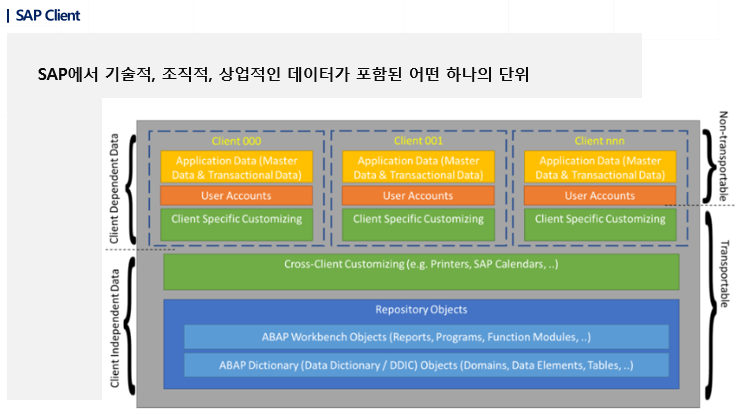 SAP Client
SAP에서 기술적, 조직적, 상업적인 데이터가 포함된 어떤 하나의 단위
Client Dependent Data
Client 000
Application Data (Master
Data & Transactional Data)
User Accounts
Client Specific Customizing
Client 001
Application Data (Master
Data & Transactional Data)
User Accounts
Client Specific Customizing
Client nnn
Application Data (Master
Data & Transactional Data)
User Accounts
Client Specific Customizing
Non-transportable
Client Independent Data
Cross-Client Customizing (e.g. Printers, SAP Calendars, ..)
Repository Objects
ABAP Workbench Objects (Reports, Programs, Function Modules, ..)
ABAP Dictionary (Data Dictionary / DDIC) Objects (Domains, Data Elements, Tables, ..)
Transportable